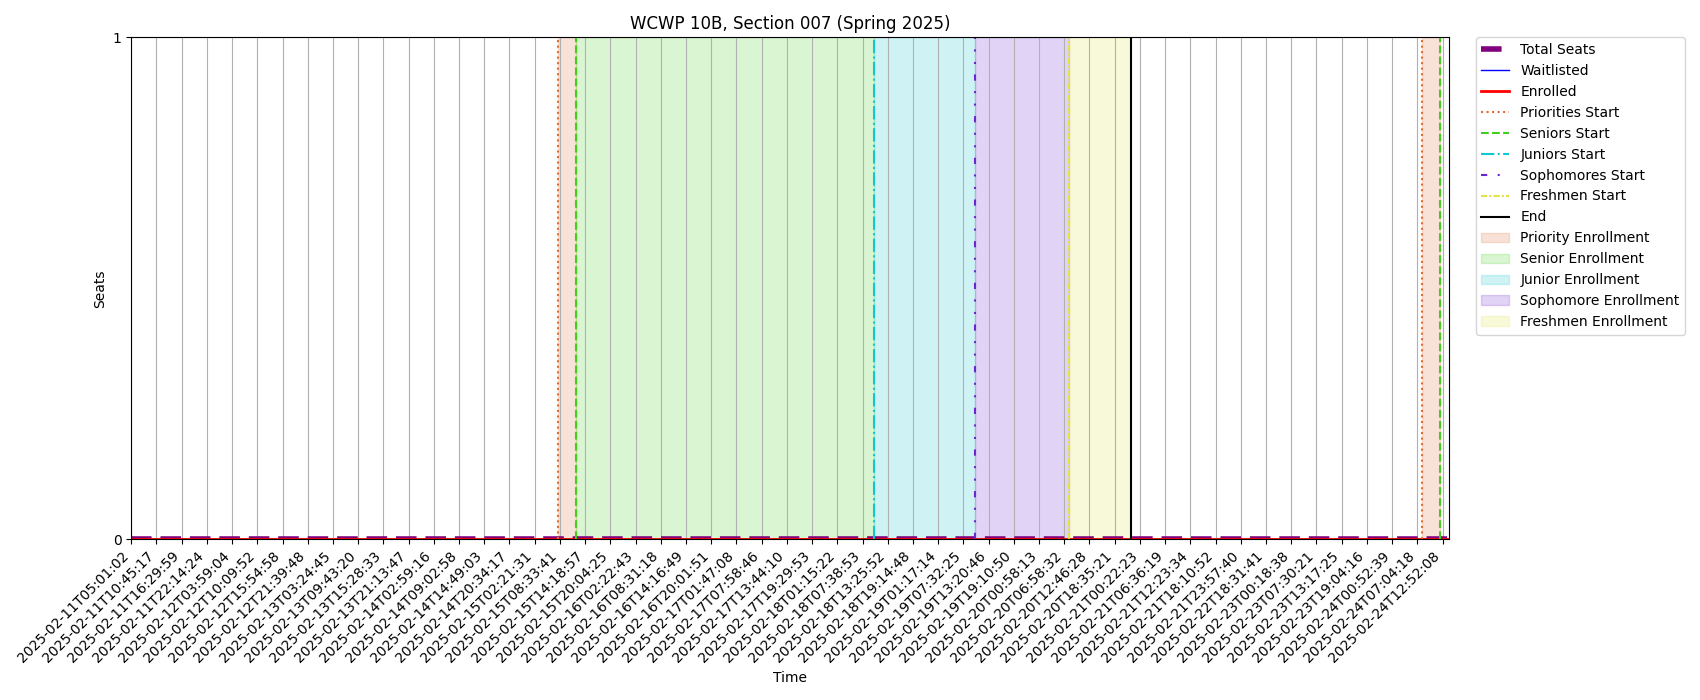 WCWP 10B, Section 007 (Spring 2025)
1
0
Seats
2025-02-11T05:01:02
2025-02-11T10:45:17
2025-02-11T16:29:59
2025-02-11T22:14:24
2025-02-12T03:59:04
2025-02-12T10:09:52
2025-02-12T15:54:58
2025-02-12T21:39:48
2025-02-13T03:24:45
2025-02-13T09:43:20
2025-02-13T15:28:33
2025-02-13T21:13:47
2025-02-14T02:59:16
2025-02-14T09:02:58
2025-02-14T14:49:03
2025-02-14T20:34:17
2025-02-15T02:21:31
2025-02-15T08:33:41
2025-02-15T14:18:57
2025-02-15T20:04:25
2025-02-16T02:22:43
2025-02-16T08:31:18
2025-02-16T14:16:49
2025-02-16T20:01:51
2025-02-17T01:47:08
2025-02-17T07:58:46
2025-02-17T13:44:10
2025-02-17T19:29:53
2025-02-18T01:15:22
2025-02-18T07:38:53
2025-02-18T13:25:52
2025-02-18T19:14:48
2025-02-19T01:17:14
2025-02-19T07:32:25
2025-02-19T13:20:46
2025-02-19T19:10:50
2025-02-20T00:58:13
2025-02-20T06:58:32
2025-02-20T12:46:28
2025-02-20T18:35:21
2025-02-21T00:22:23
2025-02-21T06:36:19
2025-02-21T12:23:34
2025-02-21T18:10:52
2025-02-21T23:57:40
2025-02-22T18:31:41
2025-02-23T00:18:38
2025-02-23T07:30:21
2025-02-23T13:17:25
2025-02-23T19:04:16
2025-02-24T00:52:39
2025-02-24T07:04:18
2025-02-24T12:52:08
Time
Total Seats
Waitlisted
Enrolled
Priorities Start
Seniors Start
Juniors Start
Sophomores Start
Freshmen Start
End
Priority Enrollment
Senior Enrollment
Junior Enrollment
Sophomore Enrollment
Freshmen Enrollment